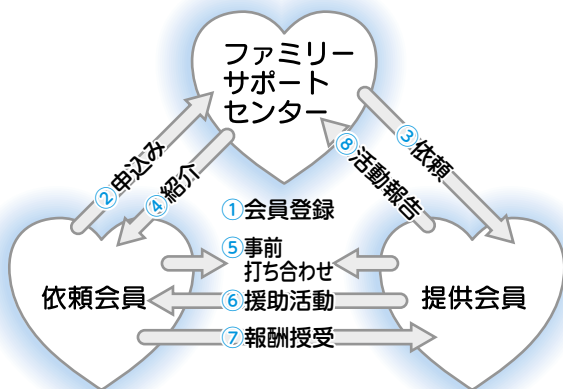 ファミリー
サポート
センター
②申込み
③依頼
④紹介
⑧活動報告
①会員登録
⑤事前
打ち合わせ
依頼会員
提供会員
⑥援助活動
⑦報酬授受